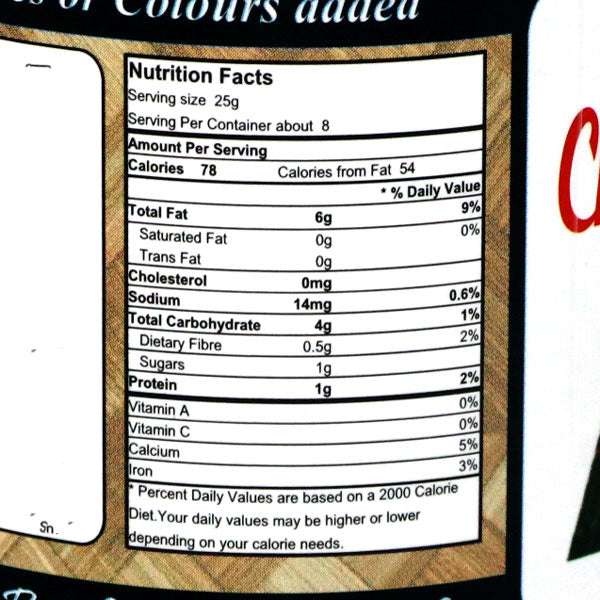 of Colours added
Nutrition Facts
Serving size 25g
Serving Per Container about 8
Amount Per Serving
Calories 78 Calories from Fat 54
* % Daily Value
Total Fat 6g 9%
Saturated Fat 0g 0%
Trans Fat 0g
Cholesterol 0mg
Sodium 14mg 0.6%
Total Carbohydrate 4g 1%
Dietary Fibre 0.5g 2%
Sugars 1g
Protein 1g 2%
Vitamin A 0%
Vitamin C 0%
Calcium 5%
Iron 3%
* Percent Daily Values are based on a 2000 Calorie
Diet.Your daily values may be higher or lower
depending on your calorie needs.
Sn.